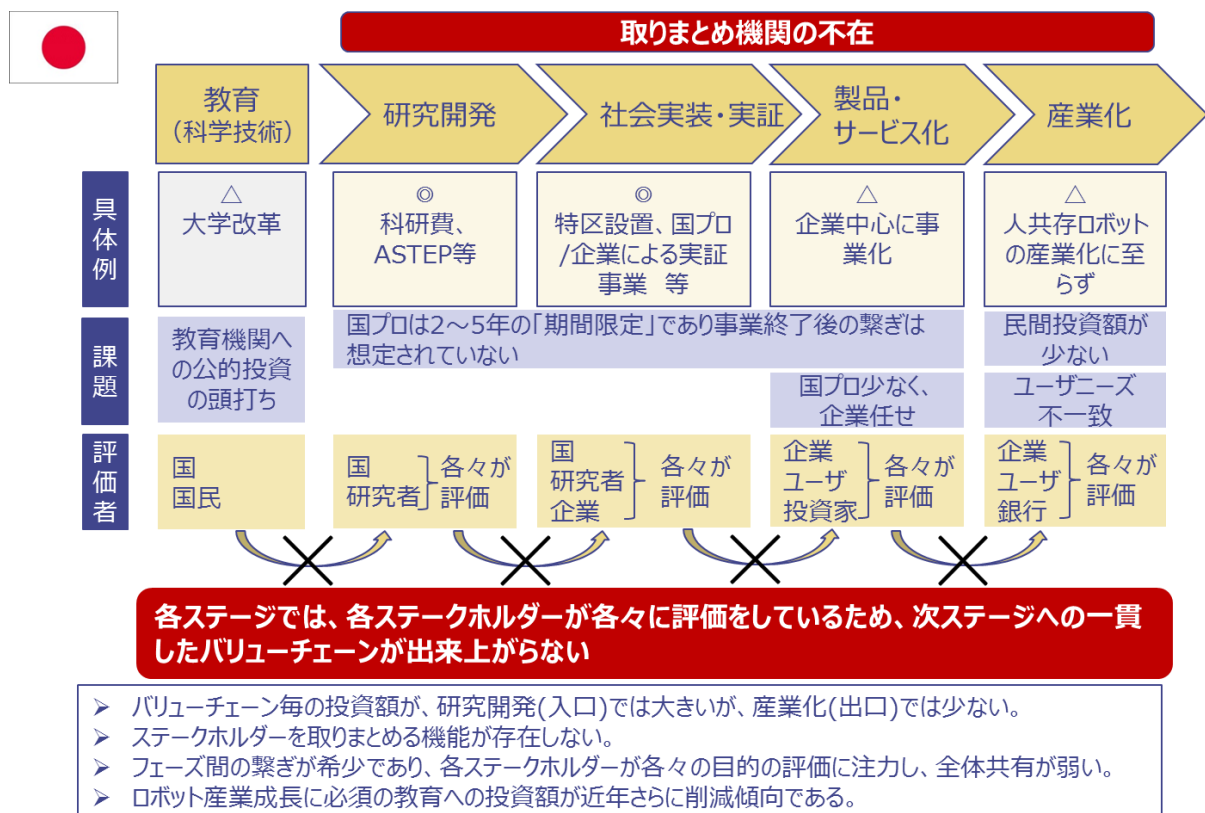 取りまとめ機関の不在
教育
（科学技術）
研究開発
社会実装・実証
製品・
サービス化
産業化
具体例
△
大学改革
◎
科研費、
ASTEP等
◎
特区設置、国プロ
/企業による実証
事業　等
△
企業中心に事
業化
△
人共存ロボット
の産業化に至
らず
課題
教育機関へ
の公的投資
の頭打ち
国プロは2～5年の「期間限定」であり事業終了後の繋ぎは
想定されていない
国プロ少なく、
企業任せ
民間投資額が
少ない
ユーザニーズ
不一致
評価者
国
国民
国
研究者
各々が
評価
国
研究者
企業
各々が
評価
企業
ユーザ
投資家
各々が
評価
企業
ユーザ
銀行
各々が
評価
各ステージでは、各ステークホルダーが各々に評価をしているため、次ステージへの一貫
したバリューチェーンが出来上がらない
➢ バリューチェーン毎の投資額が、研究開発(入口)では大きいが、産業化(出口)では少ない。
➢ ステークホルダーを取りまとめる機能が存在しない。
➢ フェーズ間の繋ぎが希少であり、各ステークホルダーが各々の目的の評価に注力し、全体共有が弱い。
➢ ロボット産業成長に必須の教育への投資額が近年さらに削減傾向である。